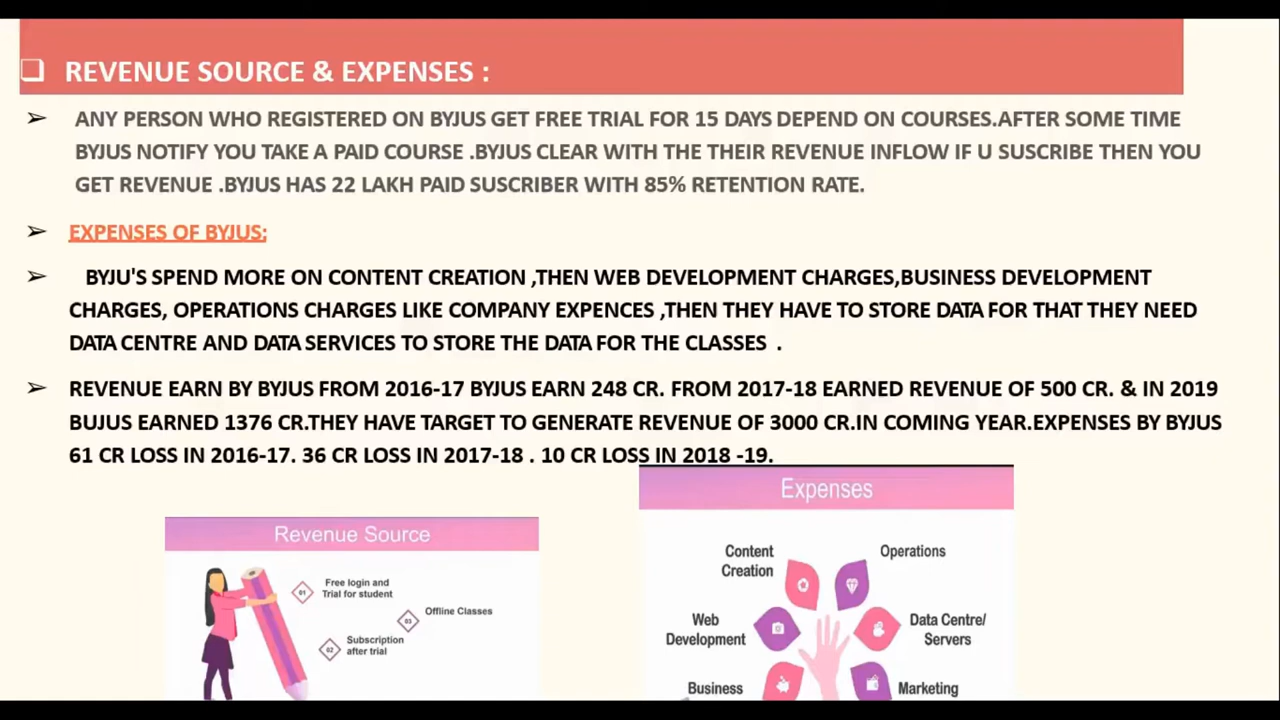 ❑ REVENUE SOURCE & EXPENSES :
➢ ANY PERSON WHO REGISTERED ON BYJUS GET FREE TRIAL FOR 15 DAYS DEPEND ON COURSES.AFTER SOME TIME
BYJUS NOTIFY YOU TAKE A PAID COURSE .BYJUS CLEAR WITH THE THEIR REVENUE INFLOW IF U SUSCRIBE THEN YOU
GET REVENUE .BYJUS HAS 22 LAKH PAID SUSCRIBER WITH 85% RETENTION RATE.
➢ EXPENSES OF BYJUS:
➢ BYJU'S SPEND MORE ON CONTENT CREATION ,THEN WEB DEVELOPMENT CHARGES,BUSINESS DEVELOPMENT
CHARGES, OPERATIONS CHARGES LIKE COMPANY EXPENCES ,THEN THEY HAVE TO STORE DATA FOR THAT THEY NEED
DATA CENTRE AND DATA SERVICES TO STORE THE DATA FOR THE CLASSES .
➢ REVENUE EARN BY BYJUS FROM 2016-17 BYJUS EARN 248 CR. FROM 2017-18 EARNED REVENUE OF 500 CR. & IN 2019
BUJUS EARNED 1376 CR.THEY HAVE TARGET TO GENERATE REVENUE OF 3000 CR.IN COMING YEAR.EXPENSES BY BYJUS
61 CR LOSS IN 2016-17. 36 CR LOSS IN 2017-18 . 10 CR LOSS IN 2018 -19.
Revenue Source
01
Free login and
Trial for student
03
Offline Classes
02
Subscription
after trial
Expenses
Content
Creation
Operations
Web
Development
Data Centre/
Servers
Business
Marketing